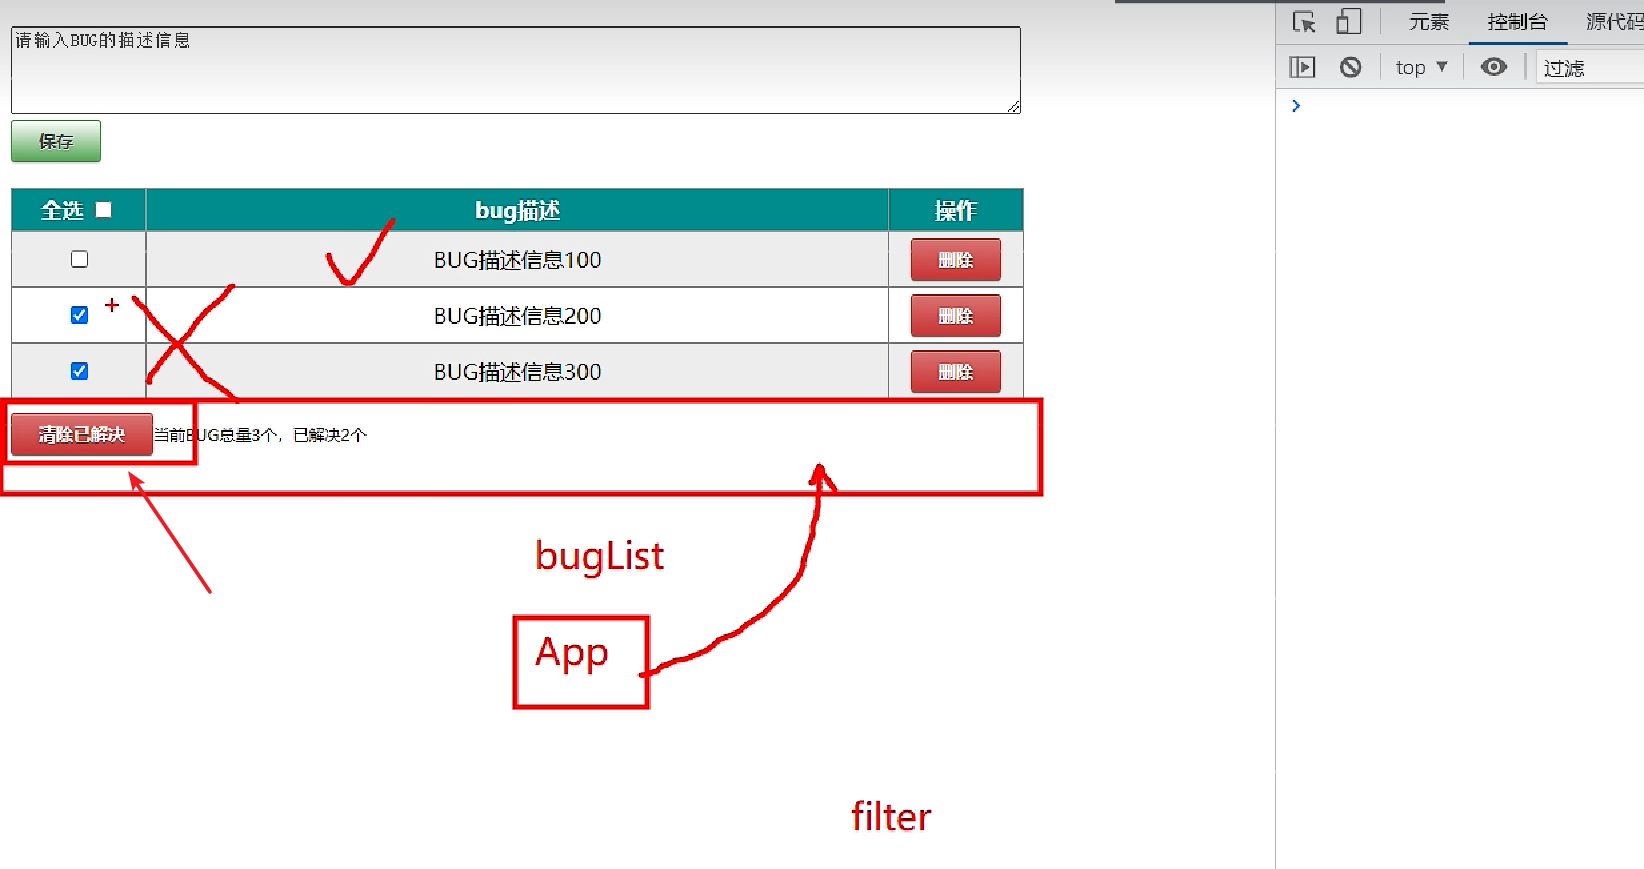 元素 控制台 源代码
top 过滤
请输入BUG的描述信息
保存
全选 bug描述 操作
BUG描述信息100 删除
BUG描述信息200 删除
BUG描述信息300 删除
清除已解决 当前BUG总量3个，已解决2个
bugList
App
filter